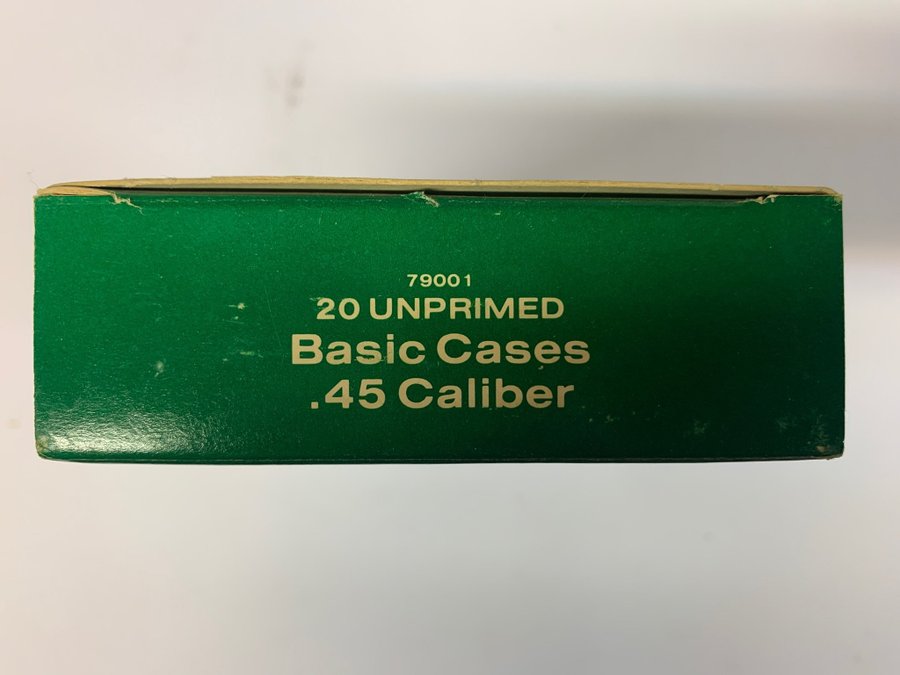 79001
20 UNPRIMED
Basic Cases
.45 Caliber